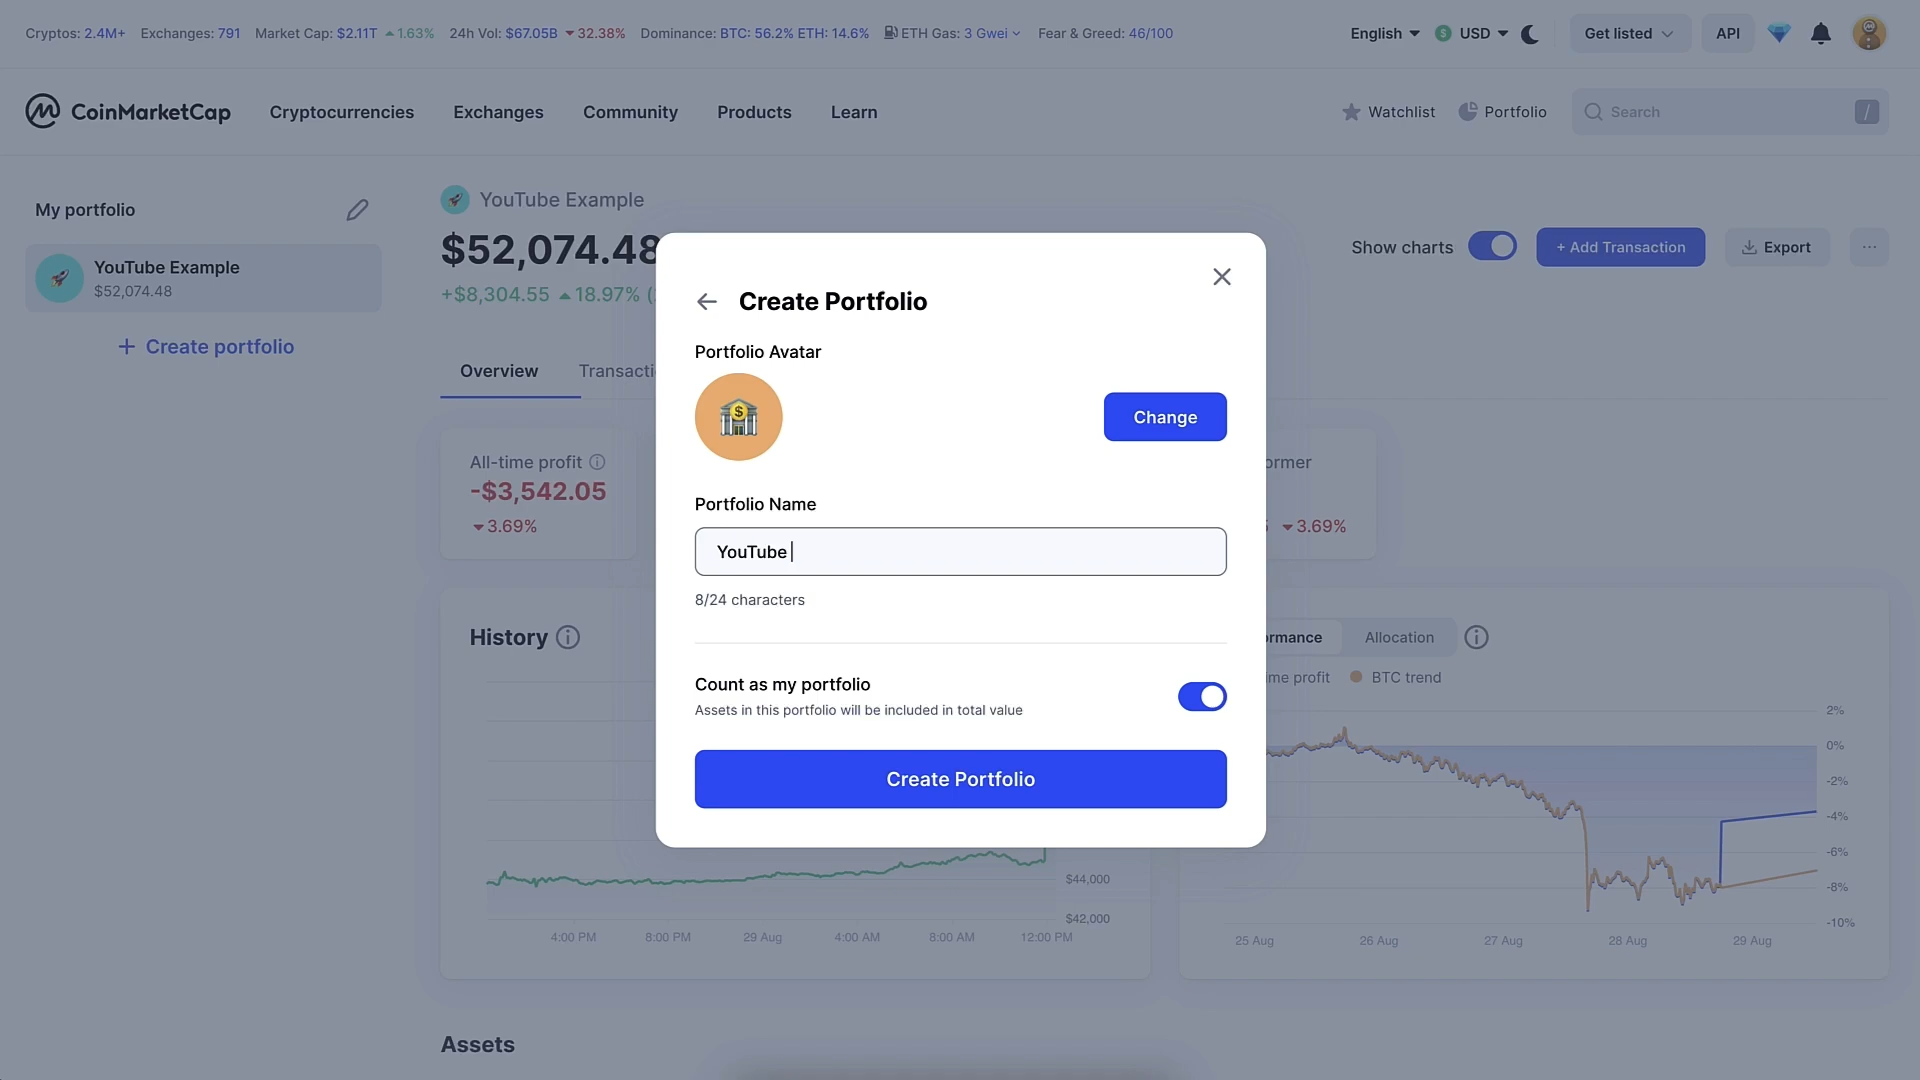 Cryptos: 2.4M+ Exchanges: 791 Market Cap: $2.11T 1.63% 24h Vol: $67.05B 32.38% Dominance: BTC: 56.2% ETH: 14.6% ETH Gas: 3 Gwei Fear & Greed: 46/100 English USD Get listed API
CoinMarketCap Cryptocurrencies Exchanges Community Products Learn Watchlist Portfolio Search /
My portfolio
YouTube Example
$52,074.48
+ Create portfolio
YouTube Example
$52,074.48
+$8,304.55 18.97%
Show charts + Add Transaction Export ...
Overview
All-time profit
-$3,542.05
3.69%
3.69%
Create Portfolio
Portfolio Avatar
Change
Portfolio Name
YouTube
8/24 characters
Count as my portfolio
Assets in this portfolio will be included in total value
Create Portfolio
History
$44,000
$42,000
4:00 PM 8:00 PM 29 Aug 4:00 AM 8:00 AM 12:00 PM
Allocation
profit BTC trend
2%
0%
-2%
-4%
-6%
-8%
-10%
25 Aug 26 Aug 27 Aug 28 Aug 29 Aug
Assets